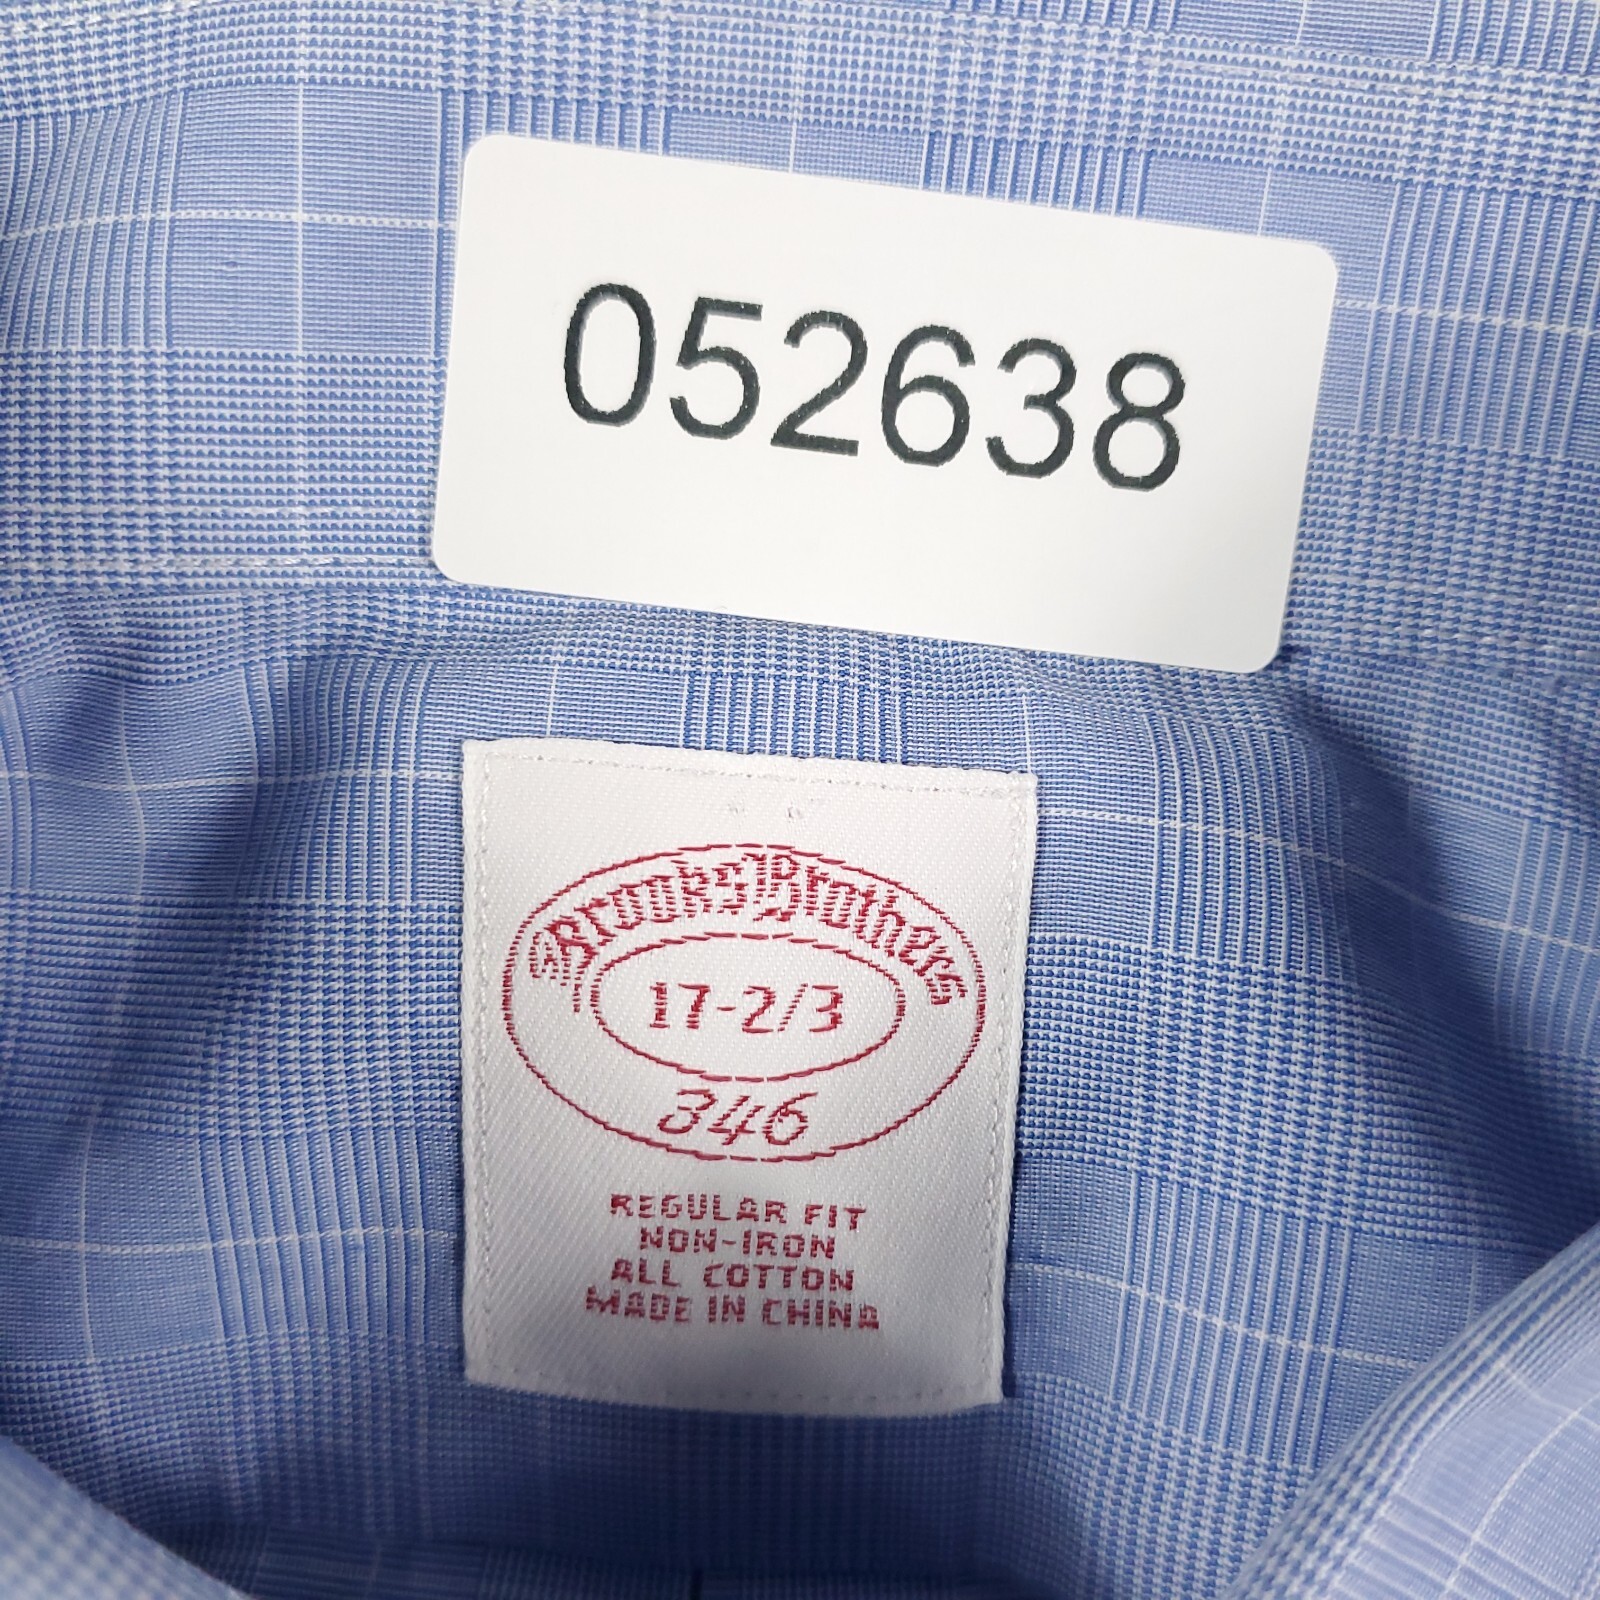 052638
Brooks Brothers
17-2/3
346
REGULAR FIT
NON-IRON
ALL COTTON
MADE IN CHINA